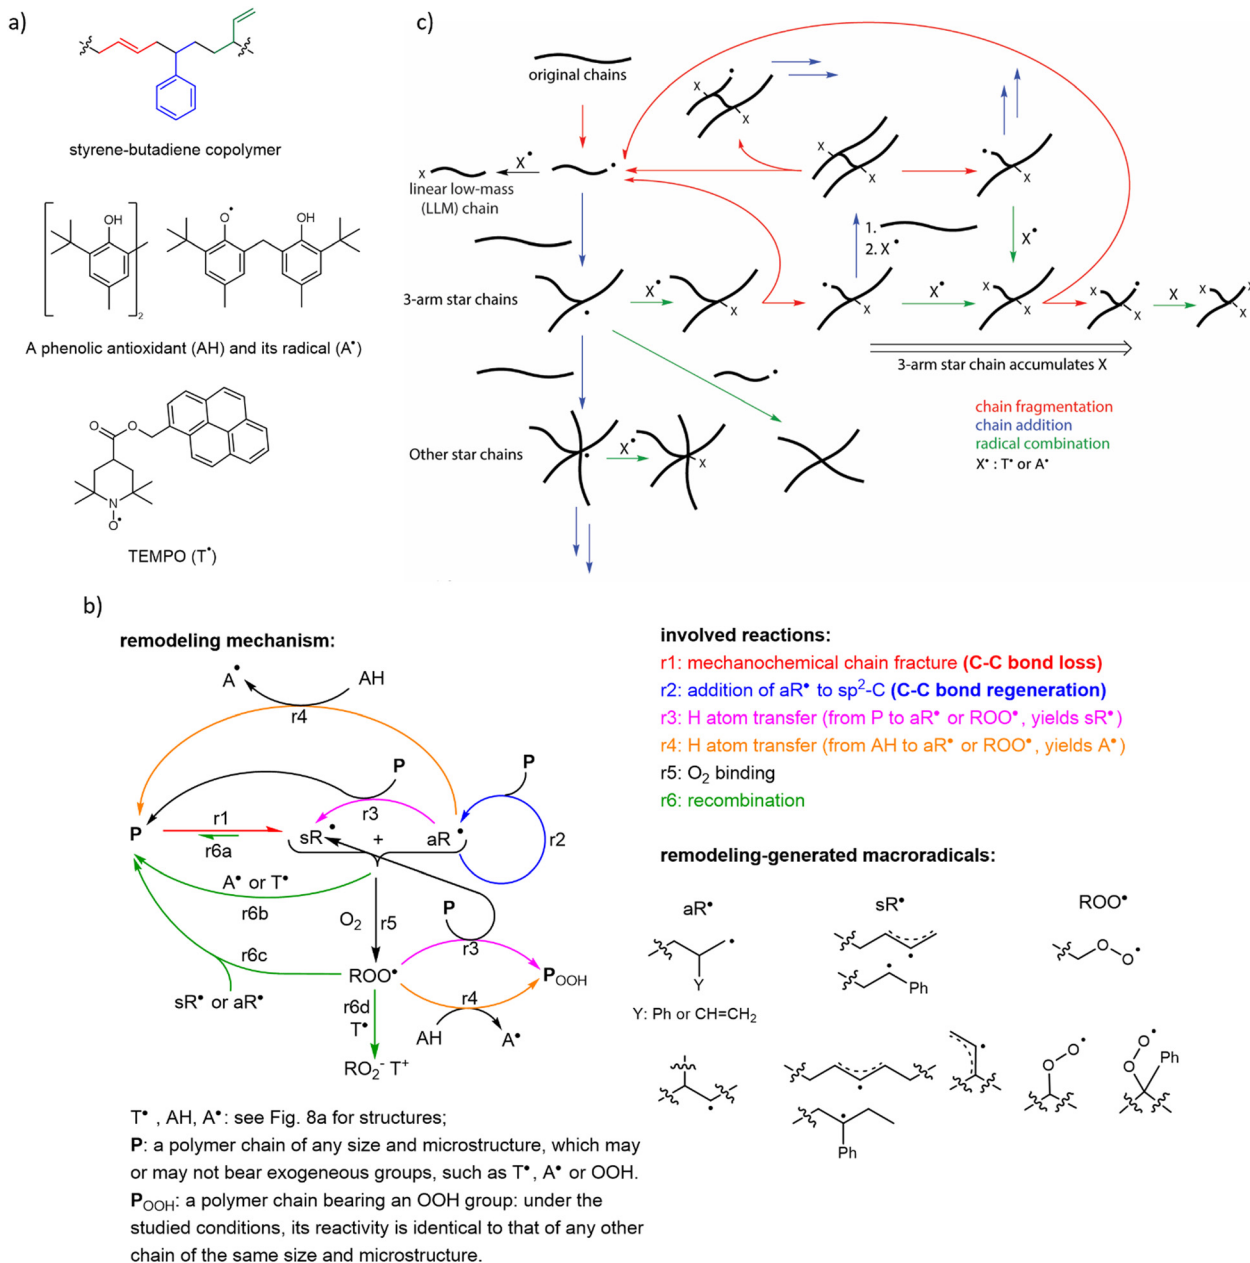 a)
styrene-butadiene copolymer
OH
2
O•
OH
A phenolic antioxidant (AH) and its radical (A•)
O
O
N
O•
TEMPO (T•)
c)
original chains
X•
X
linear low-mass
(LLM) chain
X
X
X
X
1.
2. X•
X•
3-arm star chains
X•
X
X
X•
X
X
X
X
X
X
X
X
3-arm star chain accumulates X
chain fragmentation
chain addition
radical combination
X• : T• or A•
Other star chains
X•
X
b)
remodeling mechanism:
A•
AH
r4
P
P
r3
P
r1
r6a
sR•
+
aR•
r2
A• or T•
r6b
O2
r5
P
r3
r6c
ROO•
POOH
sR• or aR•
r6d
T•
r4
AH
A•
RO2- T+
T• , AH, A•: see Fig. 8a for structures;
P: a polymer chain of any size and microstructure, which may
or may not bear exogeneous groups, such as T•, A• or OOH.
POOH: a polymer chain bearing an OOH group: under the
studied conditions, its reactivity is identical to that of any other
chain of the same size and microstructure.
involved reactions:
r1: mechanochemical chain fracture (C-C bond loss)
r2: addition of aR• to sp2-C (C-C bond regeneration)
r3: H atom transfer (from P to aR• or ROO•, yields sR•)
r4: H atom transfer (from AH to aR• or ROO•, yields A•)
r5: O2 binding
r6: recombination
remodeling-generated macroradicals:
aR•
sR•
ROO•
Y
Ph
O
O•
Y: Ph or CH=CH2
Ph
O
O•
O
O•
Ph